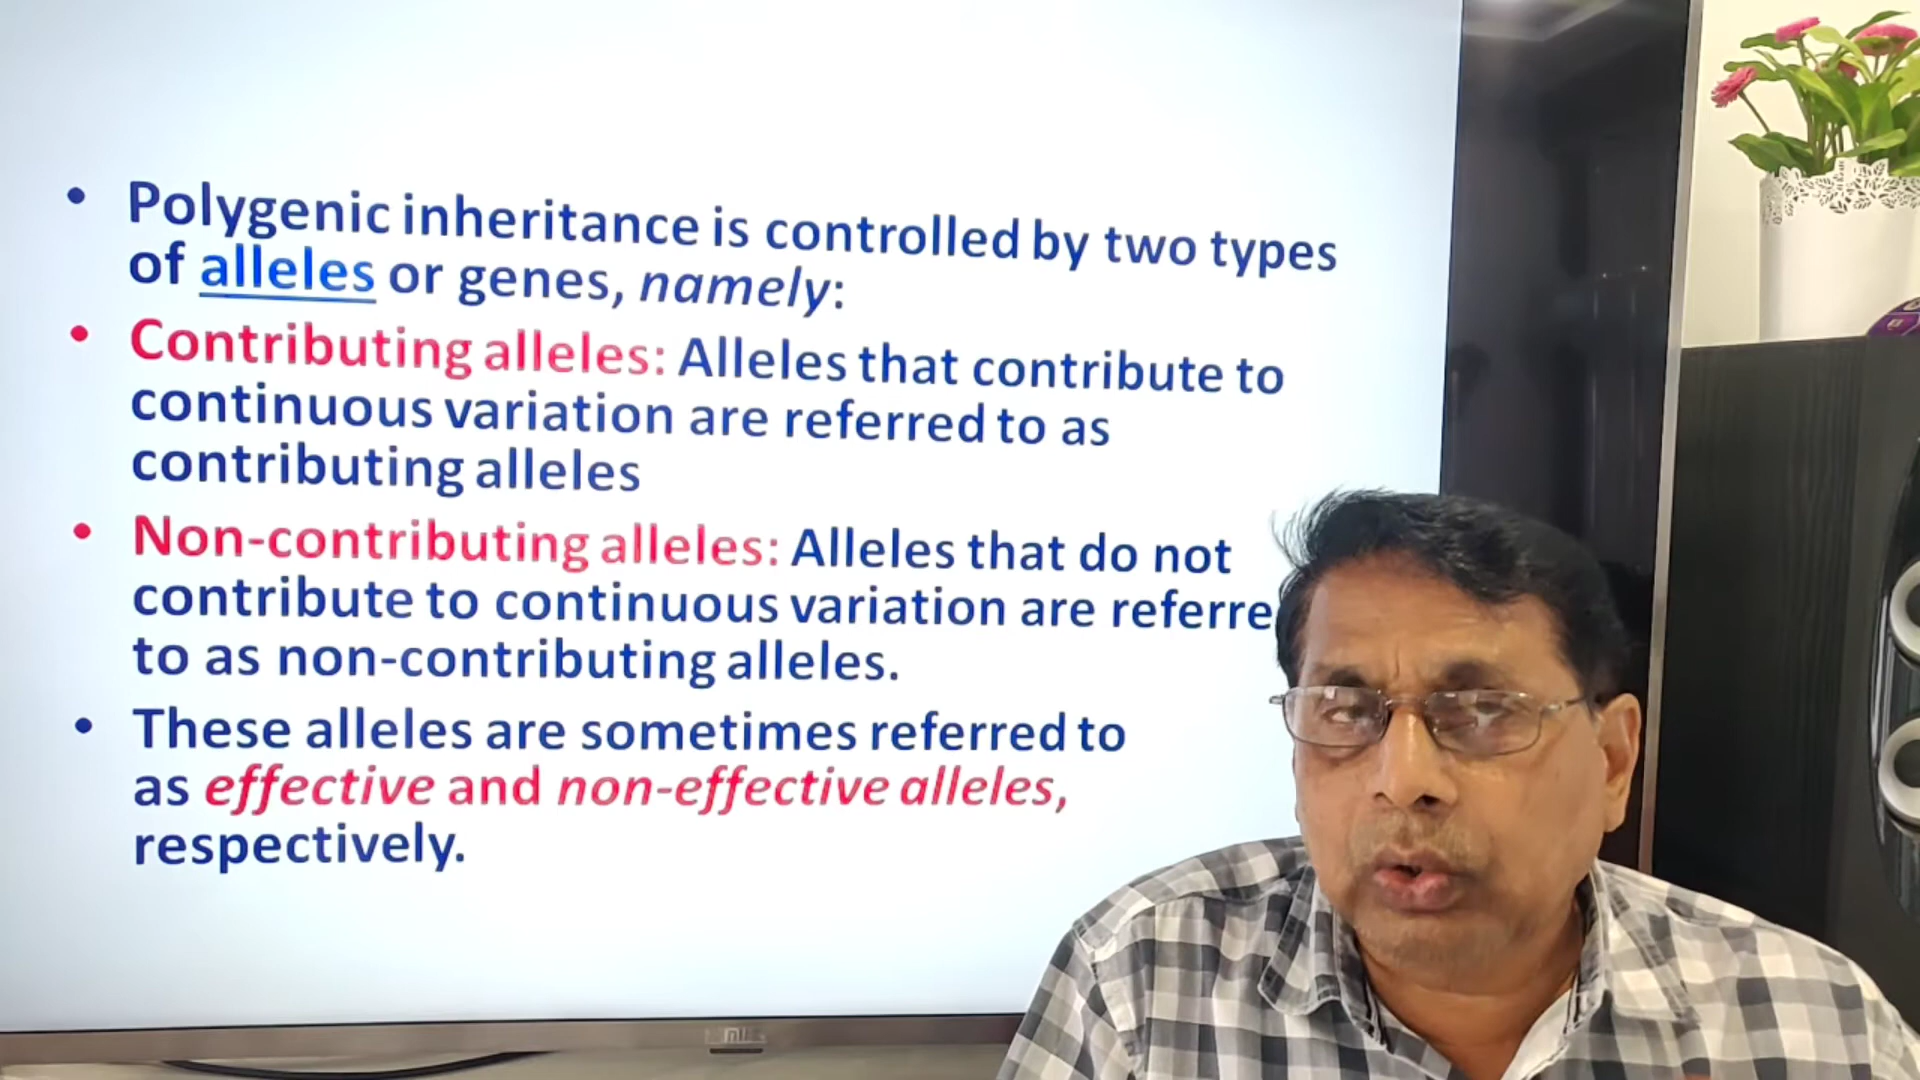 • Polygenic inheritance is controlled by two types
of alleles or genes, namely:
• Contributing alleles: Alleles that contribute to
continuous variation are referred to as
contributing alleles
• Non-contributing alleles: Alleles that do not
contribute to continuous variation are referre
to as non-contributing alleles.
• These alleles are sometimes referred to
as effective and non-effective alleles,
respectively.
mi